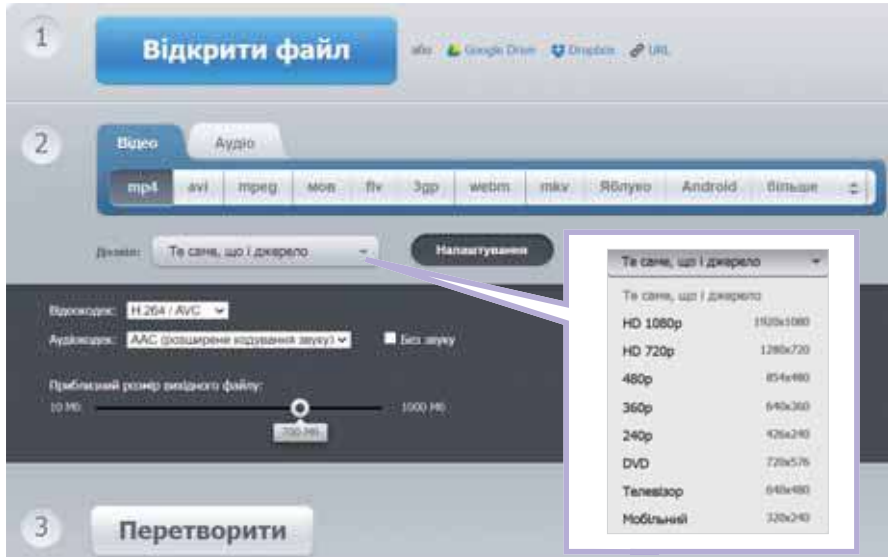 1
Відкрити файл
або Google Drive Dropbox URL
2
Відео Аудіо
mp4 avi mpeg мов flv 3gp webm mkv Яблуко Android більше
Дозвіл: Те саме, що і джерело Налаштування
Відеокодек: H.264 / AVC
Аудіокодек: AAC (розширене кодування звуку) Без звуку
Приблизний розмір вихідного файлу:
10 Мб 1000 Мб
700 Мб
3
Перетворити
Те саме, що і джерело
Те саме, що і джерело
HD 1080p 1920x1080
HD 720p 1280x720
480p 854x480
360p 640x360
240p 426x240
DVD 720x576
Телевізор 640x480
Мобільний 320x240